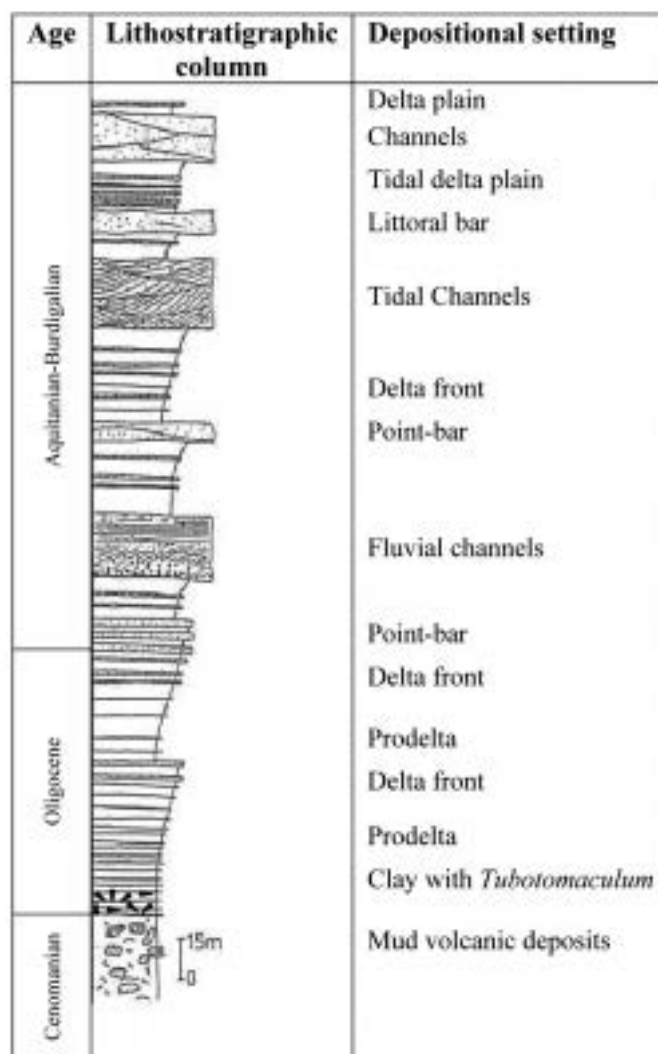 Age
Lithostratigraphic
column
Depositional setting
Aquitanian-Burdigalian
Delta plain
Channels
Tidal delta plain
Littoral bar
Tidal Channels
Delta front
Point-bar
Fluvial channels
Point-bar
Oligocene
Delta front
Prodelta
Delta front
Prodelta
Clay with Tubotomaculum
Cenomanian
15m
0
Mud volcanic deposits